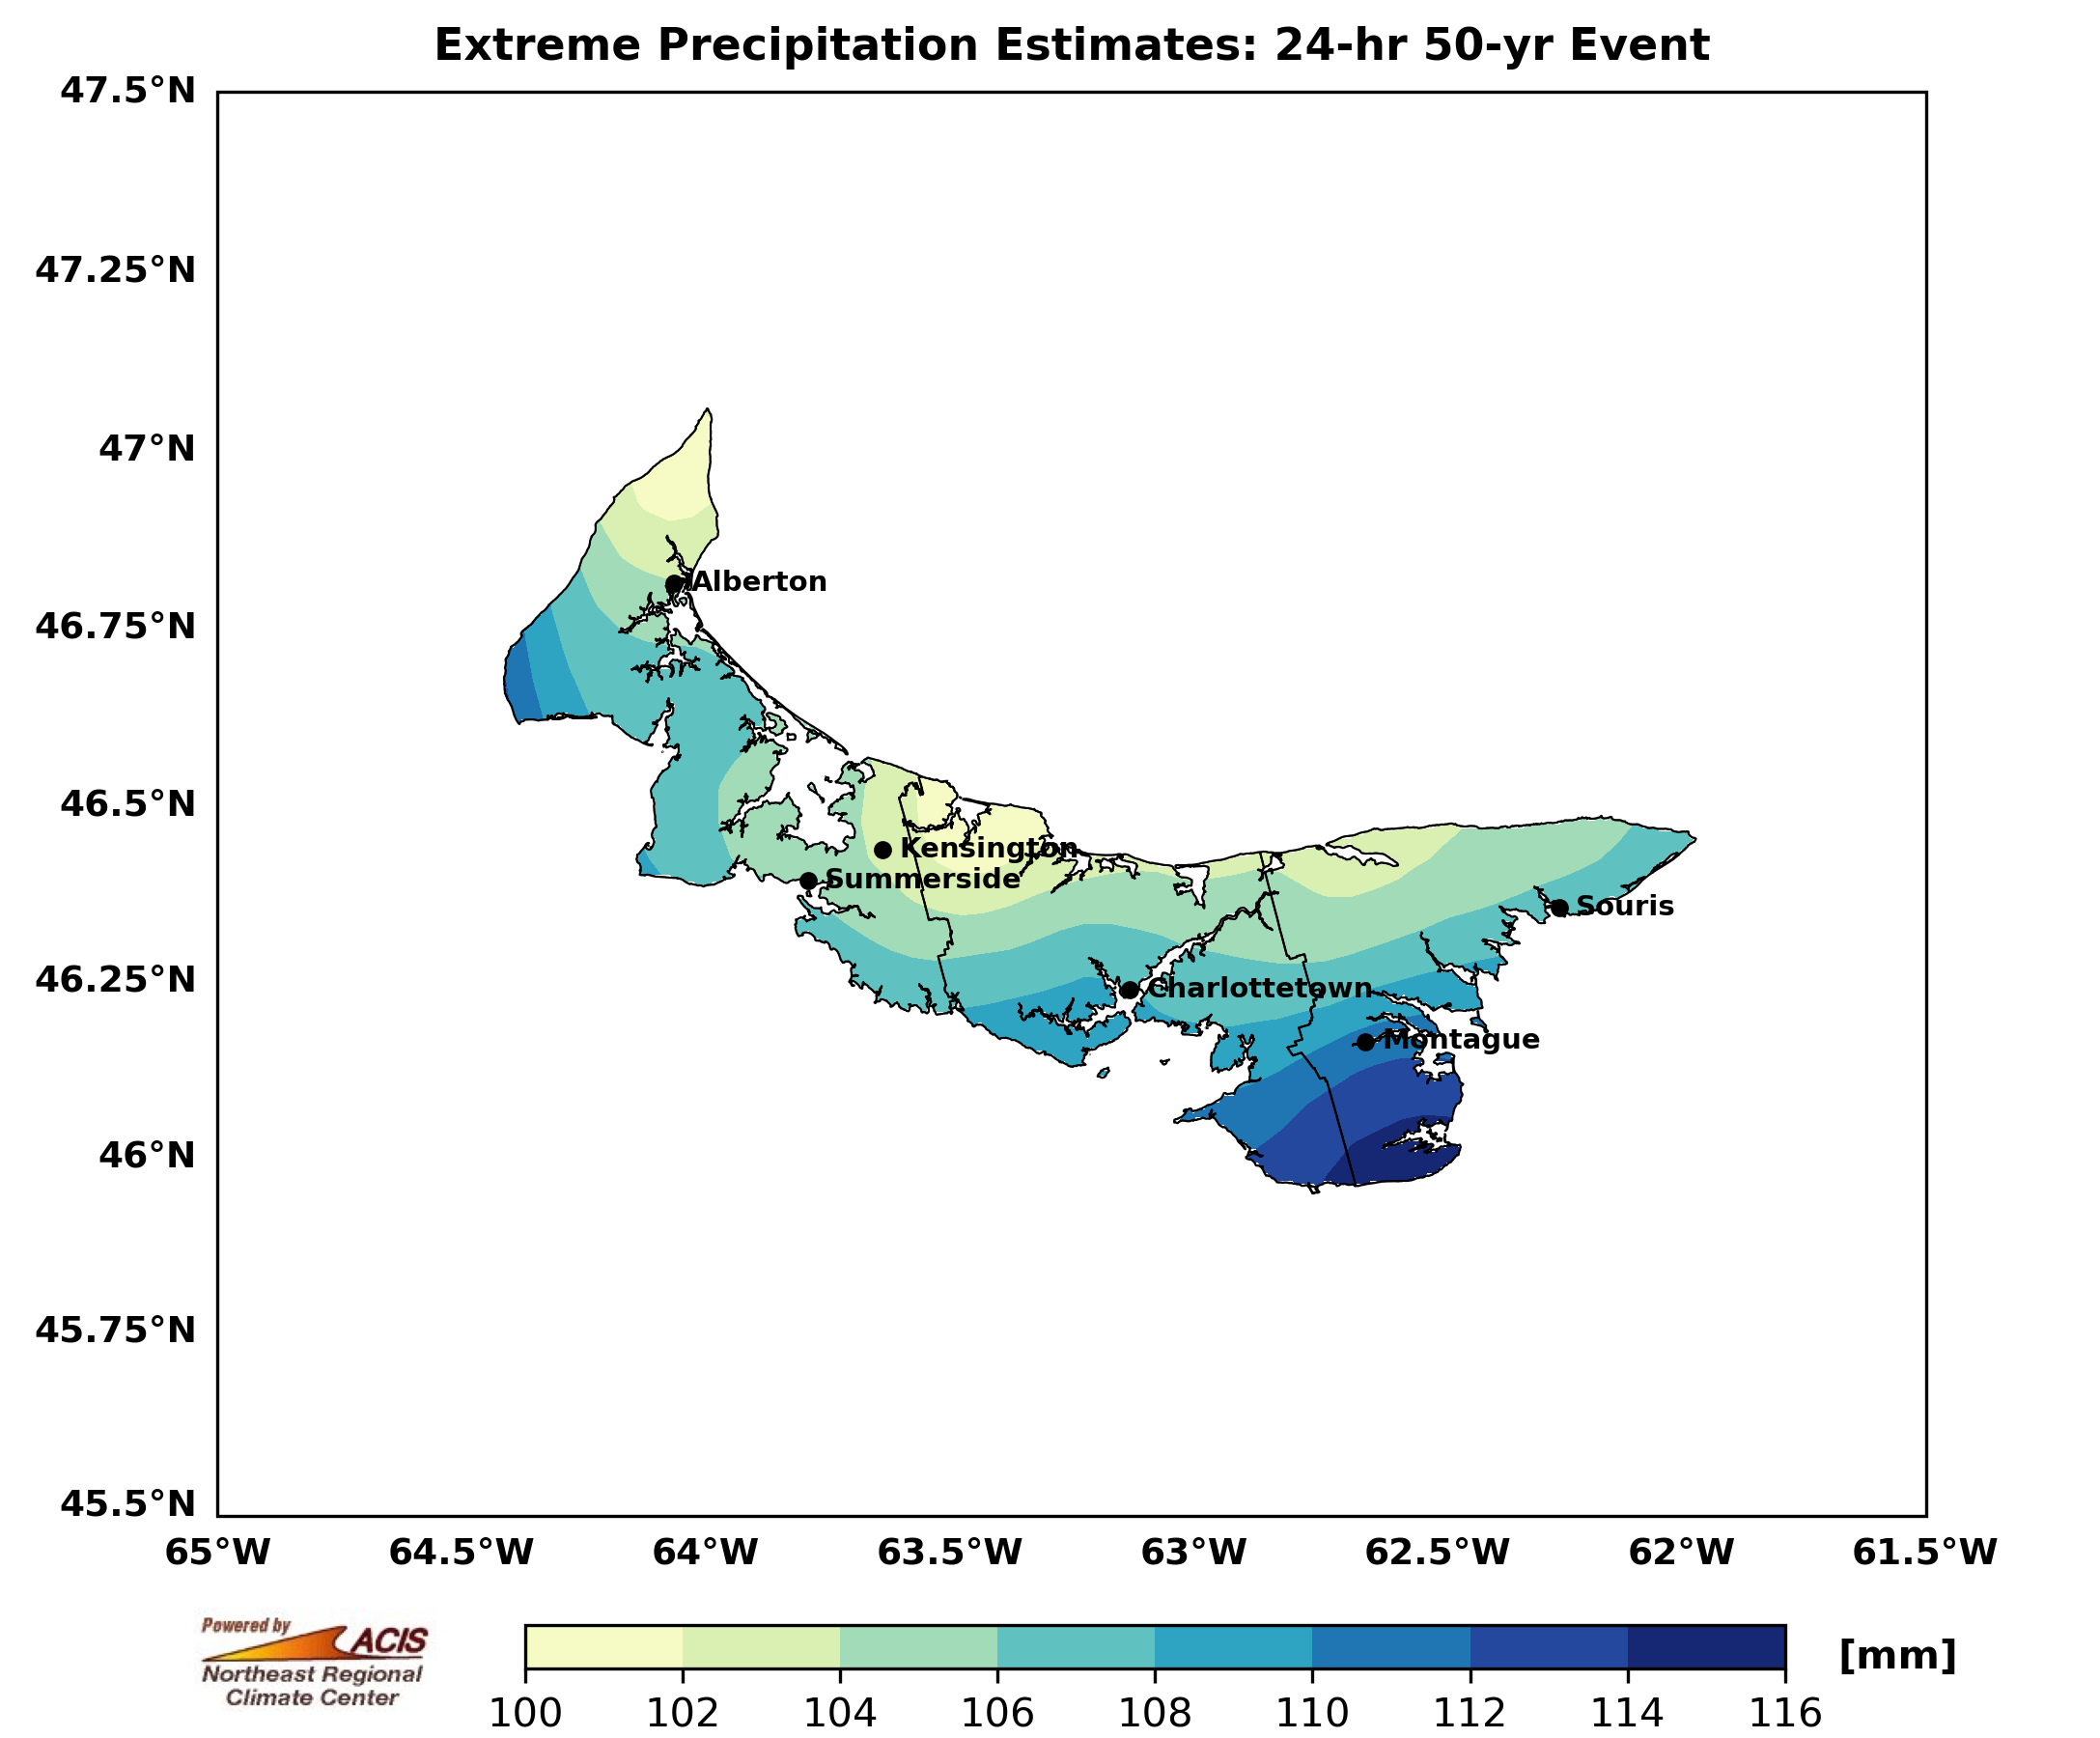 Extreme Precipitation Estimates: 24-hr 50-yr Event
47.5°N
47.25°N
47°N
46.75°N
46.5°N
46.25°N
46°N
45.75°N
45.5°N
Alberton
Kensington
Summerside
Souris
Charlottetown
Montague
65°W 64.5°W 64°W 63.5°W 63°W 62.5°W 62°W 61.5°W
Powered by
ACIS
Northeast Regional
Climate Center
[mm]
100 102 104 106 108 110 112 114 116